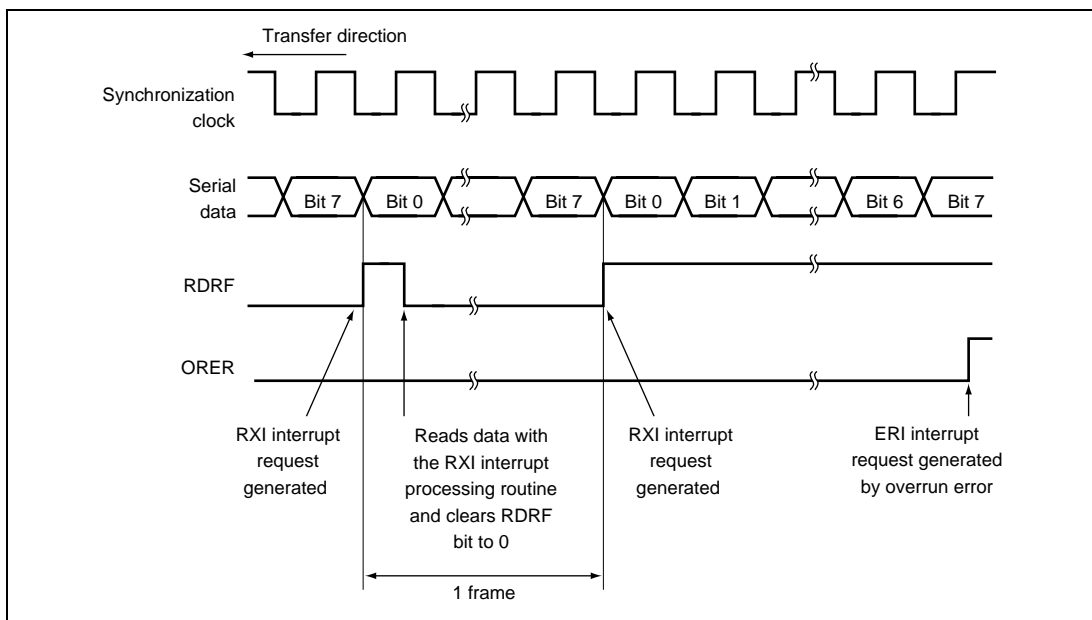 Transfer direction
Synchronization
clock
Serial
data
Bit 7
Bit 0
Bit 7
Bit 0
Bit 1
Bit 6
Bit 7
RDRF
ORER
RXI interrupt
request
generated
Reads data with
the RXI interrupt
processing routine
and clears RDRF
bit to 0
RXI interrupt
request
generated
ERI interrupt
request generated
by overrun error
1 frame